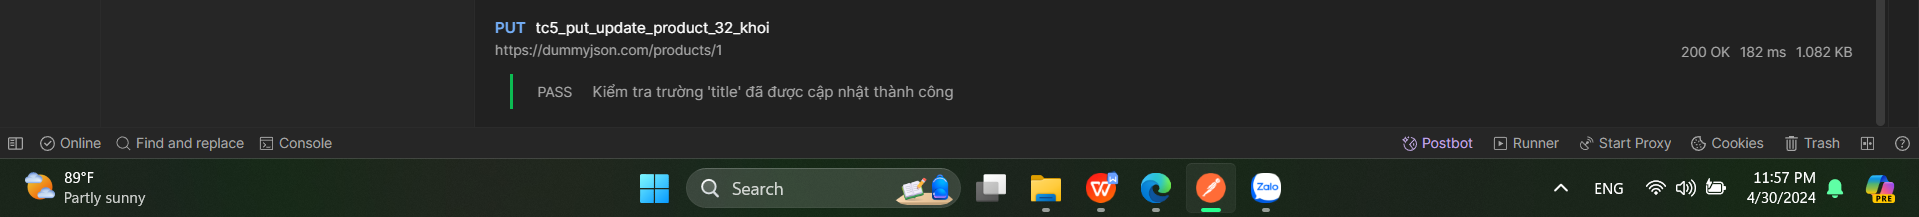 PUT tc5_put_update_product_32_khoi
https://dummyjson.com/products/1
200 OK 182 ms 1.082 KB
PASS Kiểm tra trường 'title' đã được cập nhật thành công
Online Find and replace Console Postbot Runner Start Proxy Cookies Trash
89°F
Partly sunny
Search
W
Zalo
ENG
11:57 PM
4/30/2024
PRE